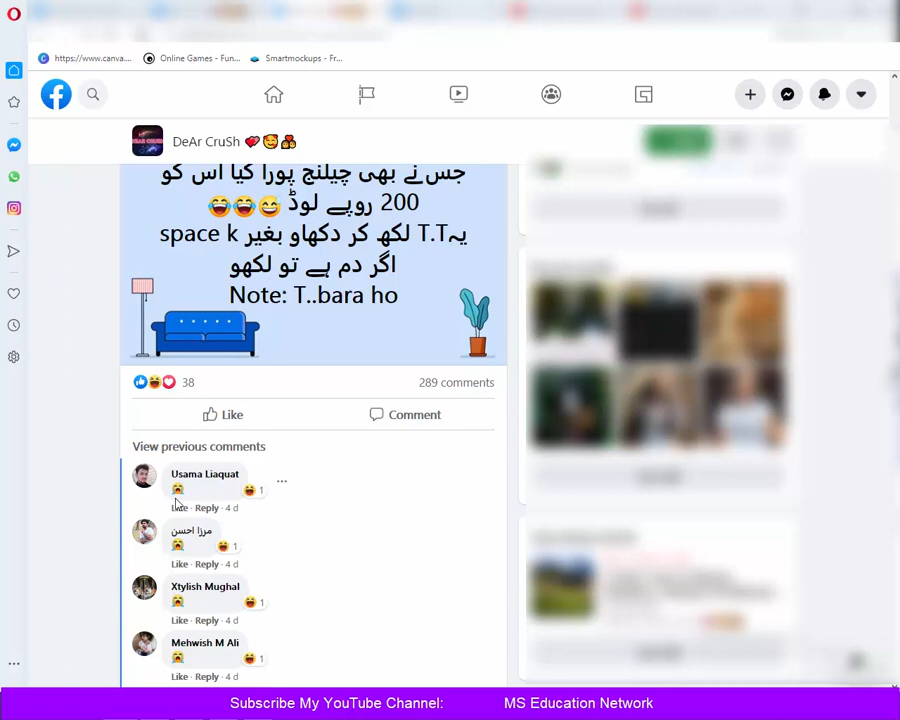 https://www.canva....
Online Games - Fun...
Smartmockups - Fr...
DeAr CruSh 💕🥰💑
جس نے بھی چیلنج پورا کیا اس کو
200 روپے لوڈ 😅😂😂
یہ T.T لکھ کر دکھاو بغیر space k
اگر دم ہے تو لکھو
Note: T..bara ho
38
289 comments
Like
Comment
View previous comments
Usama Liaquat
😭
😆 1
Like · Reply · 4 d
مرزا احسن
😭
😆 1
Like · Reply · 4 d
Xtylish Mughal
😭
😆 1
Like · Reply · 4 d
Mehwish M Ali
😭
😆 1
Like · Reply · 4 d
Subscribe My YouTube Channel: MS Education Network